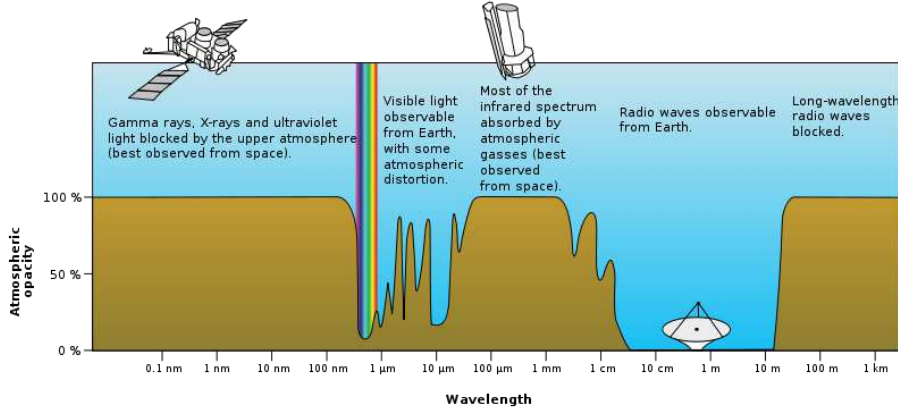 Gamma rays, X-rays and ultraviolet
light blocked by the upper atmosphere
(best observed from space).
Visible light
observable
from Earth,
with some
atmospheric
distortion.
Most of the
infrared spectrum
absorbed by
atmospheric
gasses (best
observed
from space).
Radio waves observable
from Earth.
Long-wavelength
radio waves
blocked.
Atmospheric
opacity
100 %
50 %
0 %
0.1 nm
1 nm
10 nm
100 nm
1 μm
10 μm
100 μm
1 mm
1 cm
10 cm
1 m
10 m
100 m
1 km
Wavelength